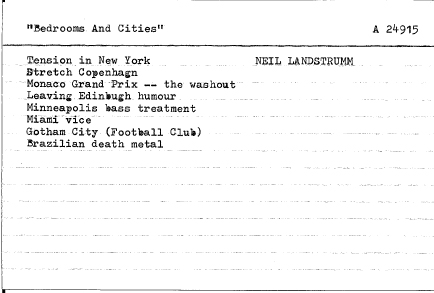 "Bedrooms And Cities" A 24915
Tension in New York NEIL LANDSTRUMM
Stretch Copenhagn
Monaco Grand Prix -- the washout
Leaving Edinbugh humour
Minneapolis bass treatment
Miami vice
Gotham City (Football Club)
Brazilian death metal